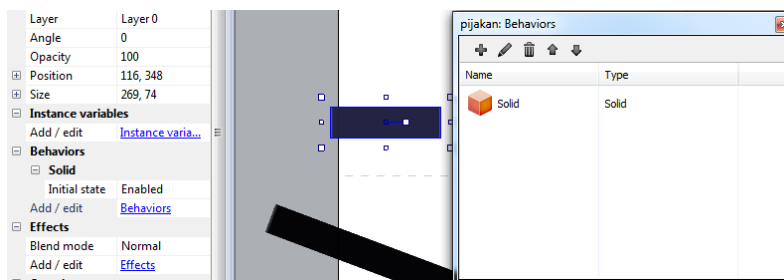 Layer Layer 0
Angle 0
Opacity 100
Position 116, 348
Size 269, 74
Instance variables
Add / edit Instance varia...
Behaviors
Solid
Initial state Enabled
Add / edit Behaviors
Effects
Blend mode Normal
Add / edit Effects
pijakan: Behaviors
Name Type
Solid Solid